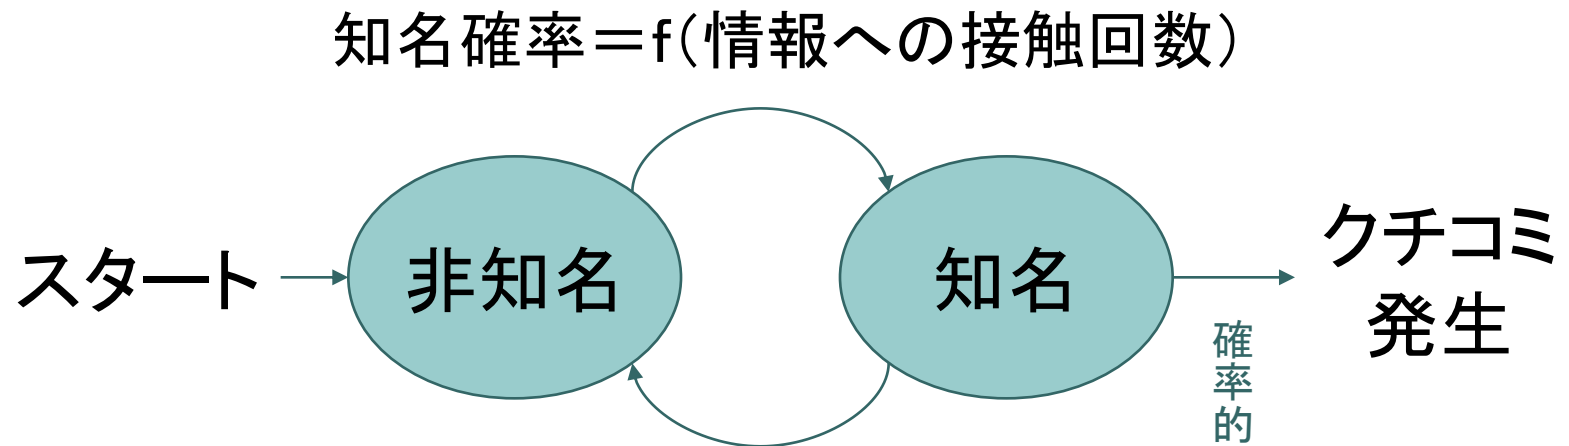 知名確率＝f（情報への接触回数）
スタート
非知名
知名
クチコミ
発生
確率的